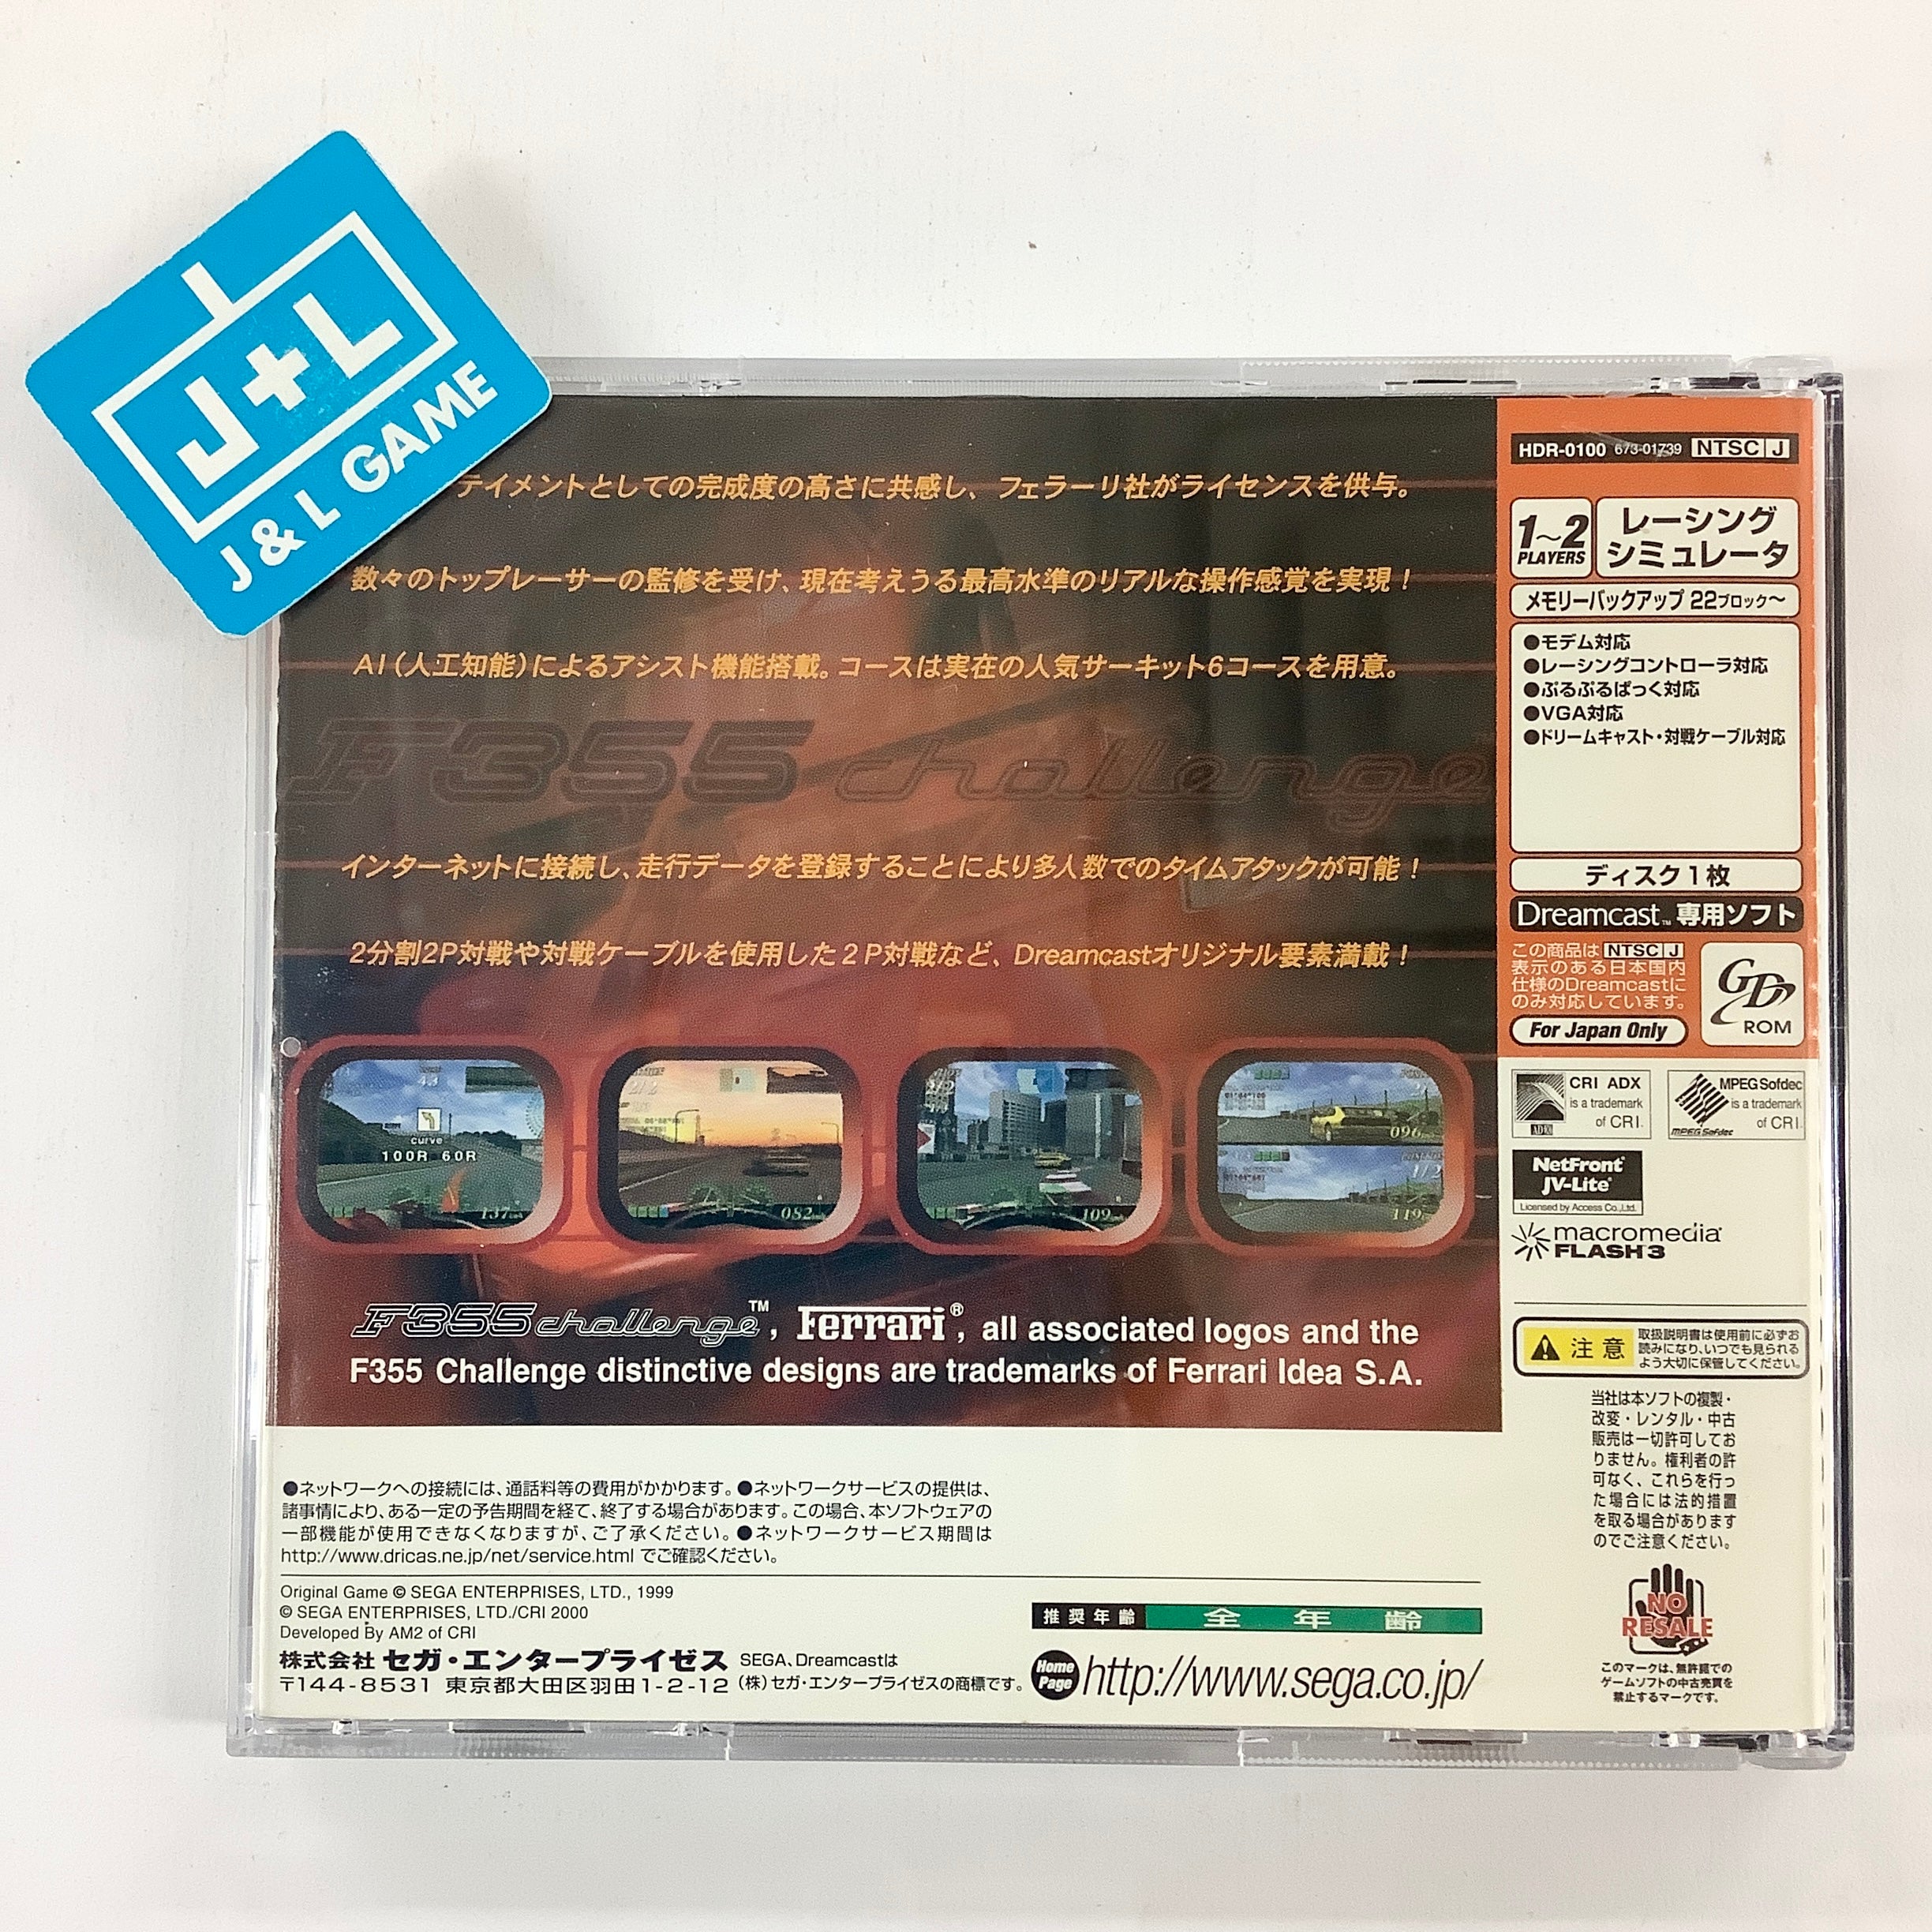 J+L
J & L GAME
テイメントとしての完成度の高さに共感し、フェラーリ社がライセンスを供与。
数々のトップレーサーの監修を受け、現在考えうる最高水準のリアルな操作感覚を実現！
AI(人工知能)によるアシスト機能搭載。コースは実在の人気サーキット6コースを用意。
F355 challenge
インターネットに接続し、走行データを登録することにより多人数でのタイムアタックが可能！
2分割2P対戦や対戦ケーブルを使用した2P対戦など、Dreamcastオリジナル要素満載！
curve
100R 60R
137
082
109
096
1/2
119
F355 challenge™, Ferrari®, all associated logos and the
F355 Challenge distinctive designs are trademarks of Ferrari Idea S.A.
●ネットワークへの接続には、通話料等の費用がかかります。●ネットワークサービスの提供は、
諸事情により、ある一定の予告期間を経て、終了する場合があります。この場合、本ソフトウェアの
一部機能が使用できなくなりますが、ご了承ください。●ネットワークサービス期間は
http://www.dricas.ne.jp/net/service.html でご確認ください。
Original Game © SEGA ENTERPRISES, LTD., 1999
© SEGA ENTERPRISES, LTD./CRI 2000
Developed By AM2 of CRI
株式会社 セガ・エンタープライゼス
〒144-8531 東京都大田区羽田1-2-12
SEGA、Dreamcastは
(株)セガ・エンタープライゼスの商標です。
推奨年齢 全年齢
Home Page http://www.sega.co.jp/
HDR-0100 673-01739 NTSC J
1~2 PLAYERS
レーシング
シミュレータ
メモリーバックアップ 22ブロック～
●モデム対応
●レーシングコントローラ対応
●ぷるぷるぱっく対応
●VGA対応
●ドリームキャスト・対戦ケーブル対応
ディスク1枚
Dreamcast™ 専用ソフト
この商品は NTSC J
表示のある日本国内
仕様のDreamcastに
のみ対応しています。
For Japan Only
GD ROM
CRI ADX
is a trademark
of CRI.
ADX
MPEG Sofdec
is a trademark
of CRI.
MPEG Sofdec
NetFront®
JV-Lite®
Licensed by Access Co.,Ltd.
macromedia®
FLASH 3
注意
取扱説明書は使用前に必ずお
読みになり、いつでも見られる
よう大切に保管してください。
当社は本ソフトの複製・
改変・レンタル・中古
販売は一切許可してお
りません。権利者の許
可なく、これらを行っ
た場合には法的措置
を取る場合があります
のでご注意ください。
NO
RESALE
このマークは、無許諾での
ゲームソフトの中古売買を
禁止するマークです。